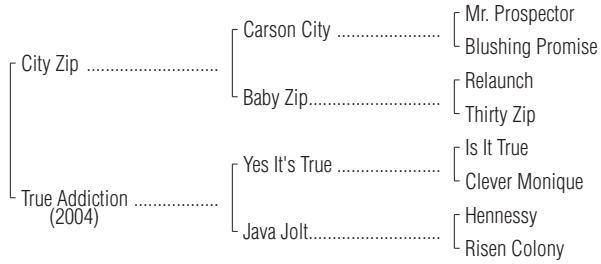 Mr. Prospector
Carson City ..................
Blushing Promise
City Zip .......................
Relaunch
Baby Zip.......................
Thirty Zip
Is It True
Yes It's True ..................
Clever Monique
True Addiction ...............
(2004)
Hennessy
Java Jolt.......................
Risen Colony